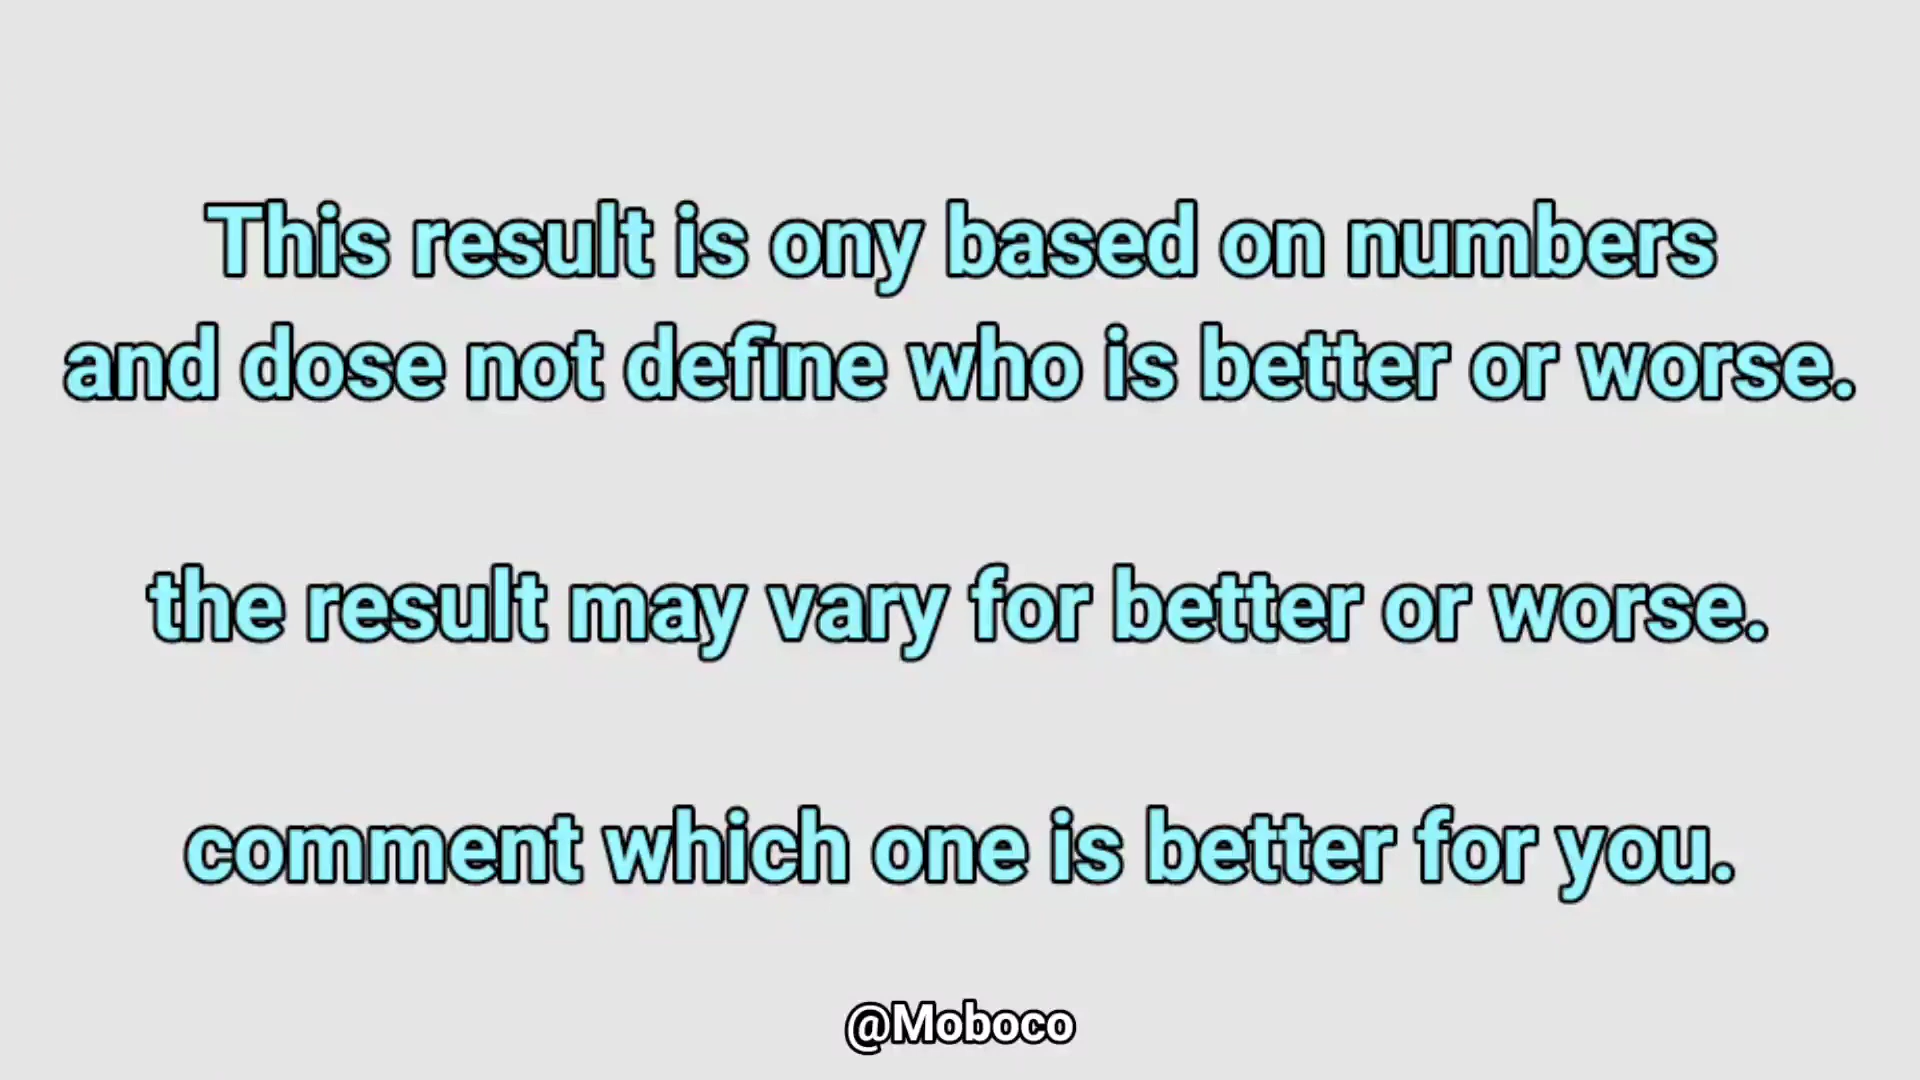 This result is ony based on numbers
and dose not define who is better or worse.
the result may vary for better or worse.
comment which one is better for you.
@Moboco